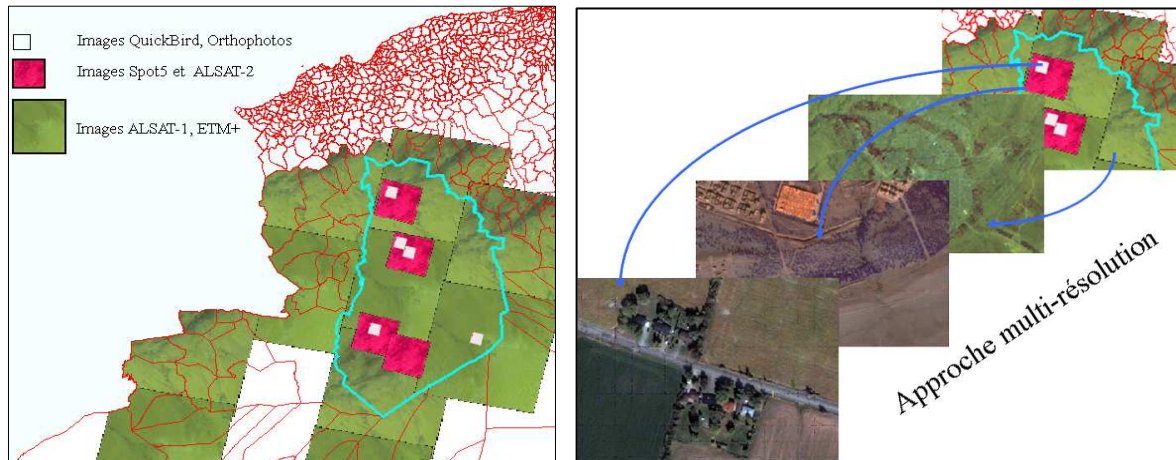 Images QuickBird, Orthophotos
Images Spot5 et ALSAT-2
Images ALSAT-1, ETM+
Approche multi-résolution